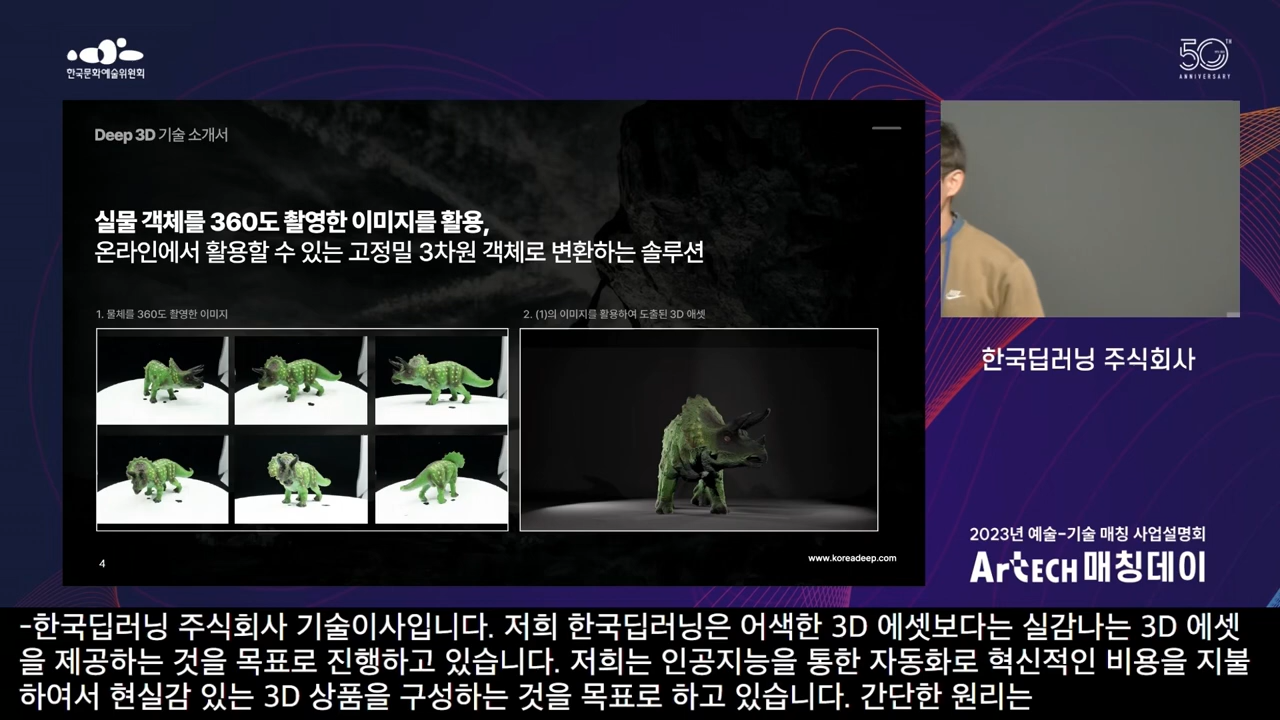 한국문화예술위원회
50TH
ANNIVERSARY
Deep 3D 기술 소개서
실물 객체를 360도 촬영한 이미지를 활용,
온라인에서 활용할 수 있는 고정밀 3차원 객체로 변환하는 솔루션
1. 물체를 360도 촬영한 이미지
2. (1)의 이미지를 활용하여 도출된 3D 애셋
4
www.koreadeep.com
한국딥러닝 주식회사
2023년 예술-기술 매칭 사업설명회
ArtECH 매칭데이
-한국딥러닝 주식회사 기술이사입니다. 저희 한국딥러닝은 어색한 3D 에셋보다는 실감나는 3D 에셋
을 제공하는 것을 목표로 진행하고 있습니다. 저희는 인공지능을 통한 자동화로 혁신적인 비용을 지불
하여서 현실감 있는 3D 상품을 구성하는 것을 목표로 하고 있습니다. 간단한 원리는